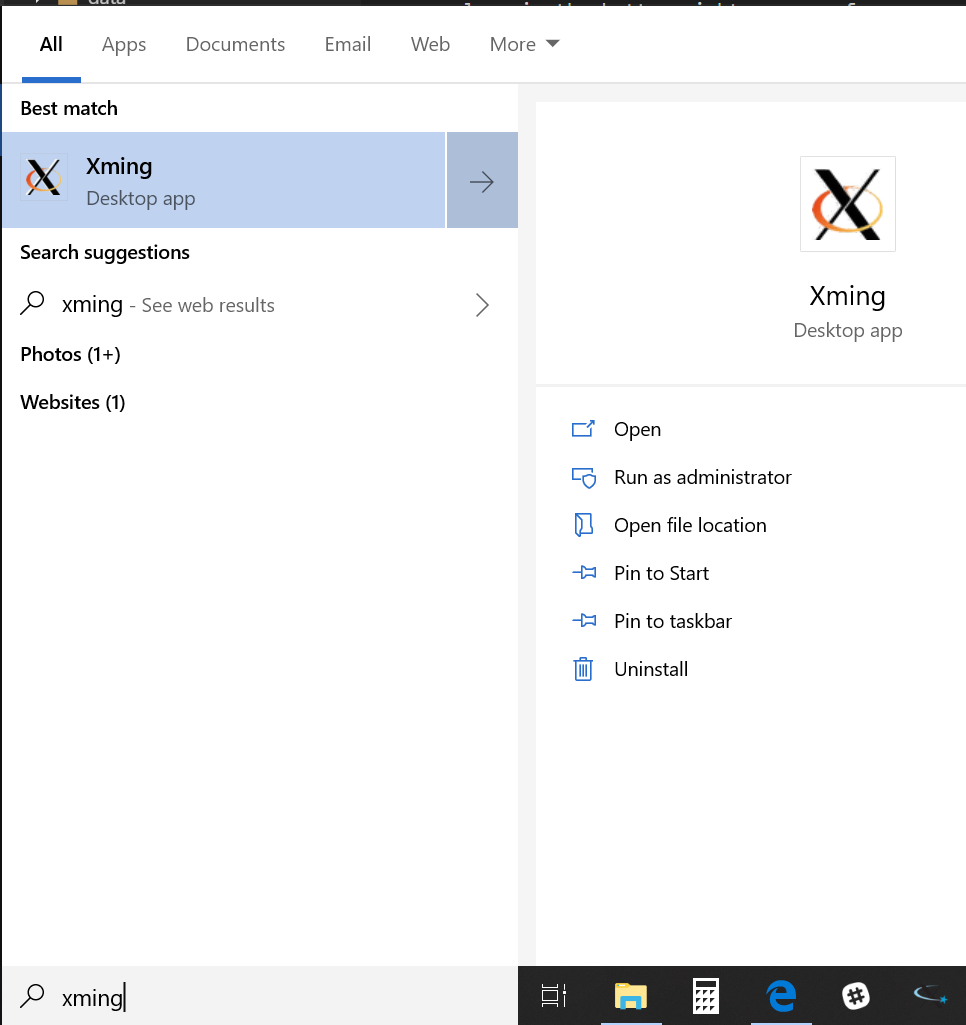 data
All Apps Documents Email Web More
Best match
Xming
Desktop app
Search suggestions
xming - See web results
Photos (1+)
Websites (1)
Xming
Desktop app
Open
Run as administrator
Open file location
Pin to Start
Pin to taskbar
Uninstall
xming